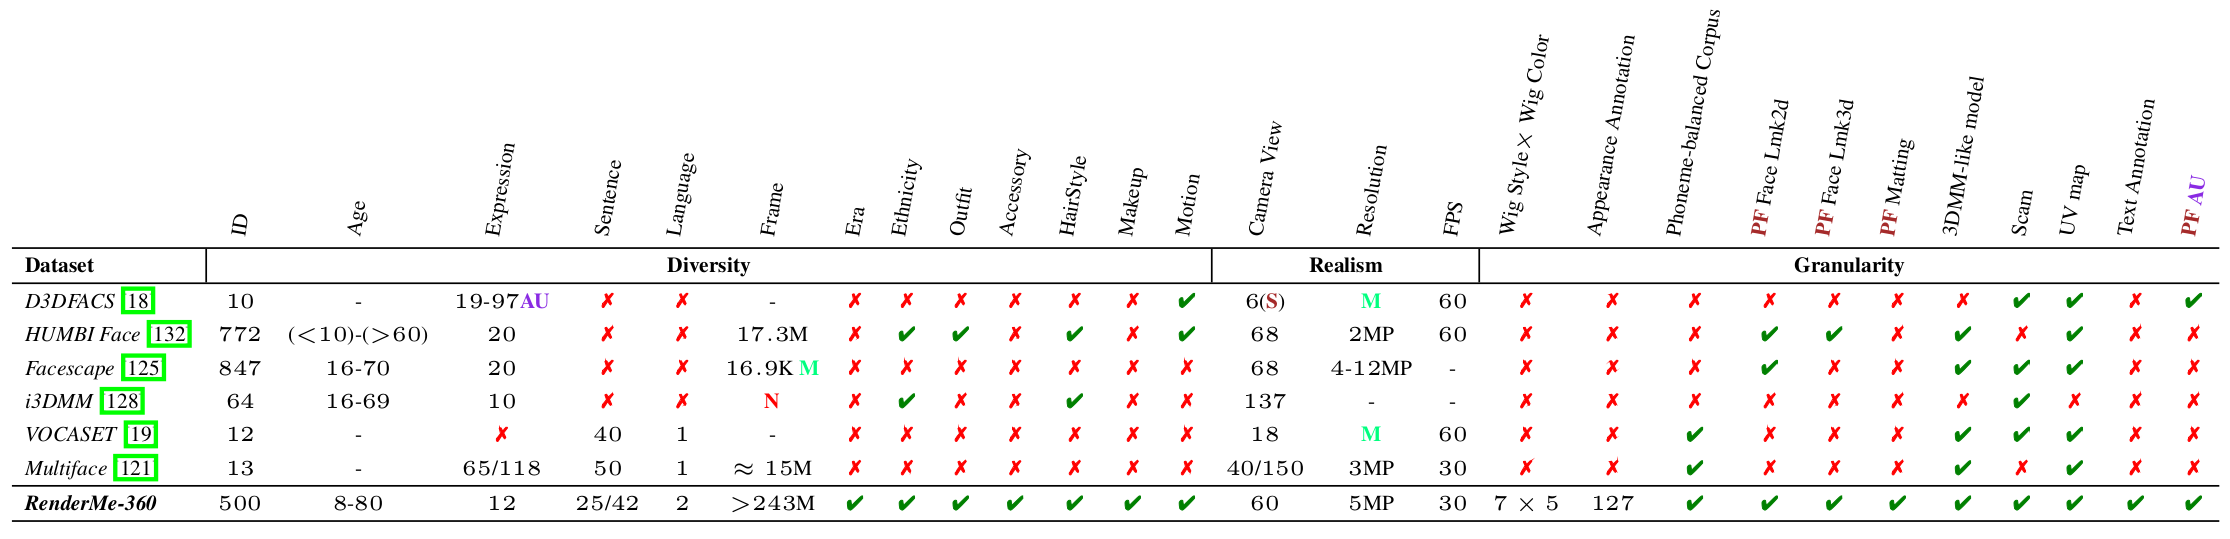 ID Age Expression Sentence Language Frame Era Ethnicity Outfit Accessory HairStyle Makeup Motion Camera View Resolution FPS Wig Style× Wig Color Appearance Annotation Phoneme-balanced Corpus PF Face Lmk2d PF Face Lmk3d PF Matting 3DMM-like model Scam UV map Text Annotation PF AU
Dataset Diversity Realism Granularity
D3DFACS [18] 10 - 19-97AU ✗ ✗ - ✗ ✗ ✗ ✗ ✗ ✗ ✔ 6(S) M 60 ✗ ✗ ✗ ✗ ✗ ✗ ✗ ✔ ✔ ✗ ✔
HUMBI Face [132] 772 (<10)-(>60) 20 ✗ ✗ 17.3M ✗ ✔ ✔ ✗ ✔ ✗ ✔ 68 2MP 60 ✗ ✗ ✗ ✔ ✔ ✗ ✔ ✗ ✔ ✗ ✗
Facescape [125] 847 16-70 20 ✗ ✗ 16.9K M ✗ ✗ ✗ ✗ ✗ ✗ ✗ 68 4-12MP - ✗ ✗ ✗ ✔ ✗ ✗ ✔ ✔ ✔ ✗ ✗
i3DMM [128] 64 16-69 10 ✗ ✗ N ✗ ✔ ✗ ✗ ✔ ✗ ✗ 137 - - ✗ ✗ ✗ ✗ ✗ ✗ ✗ ✔ ✗ ✗ ✗
VOCASET [19] 12 - ✗ 40 1 - ✗ ✗ ✗ ✗ ✗ ✗ ✗ 18 M 60 ✗ ✗ ✔ ✗ ✗ ✗ ✔ ✔ ✔ ✗ ✗
Multiface [121] 13 - 65/118 50 1 ≈ 15M ✗ ✗ ✗ ✗ ✗ ✗ ✗ 40/150 3MP 30 ✗ ✗ ✔ ✗ ✗ ✗ ✔ ✗ ✔ ✗ ✗
RenderMe-360 500 8-80 12 25/42 2 >243M ✔ ✔ ✔ ✔ ✔ ✔ ✔ 60 5MP 30 7 × 5 127 ✔ ✔ ✔ ✔ ✔ ✔ ✔ ✔ ✔